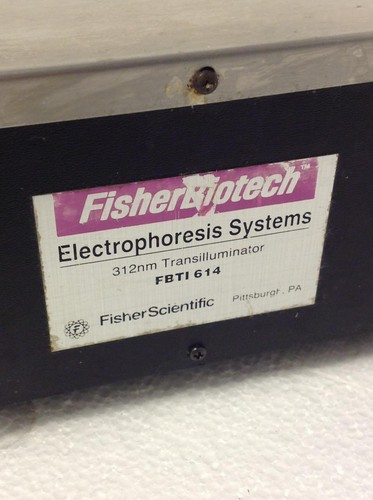 FisherBiotech™
Electrophoresis Systems
312nm Transilluminator
FBTI 614
F FisherScientific Pittsburgh, PA